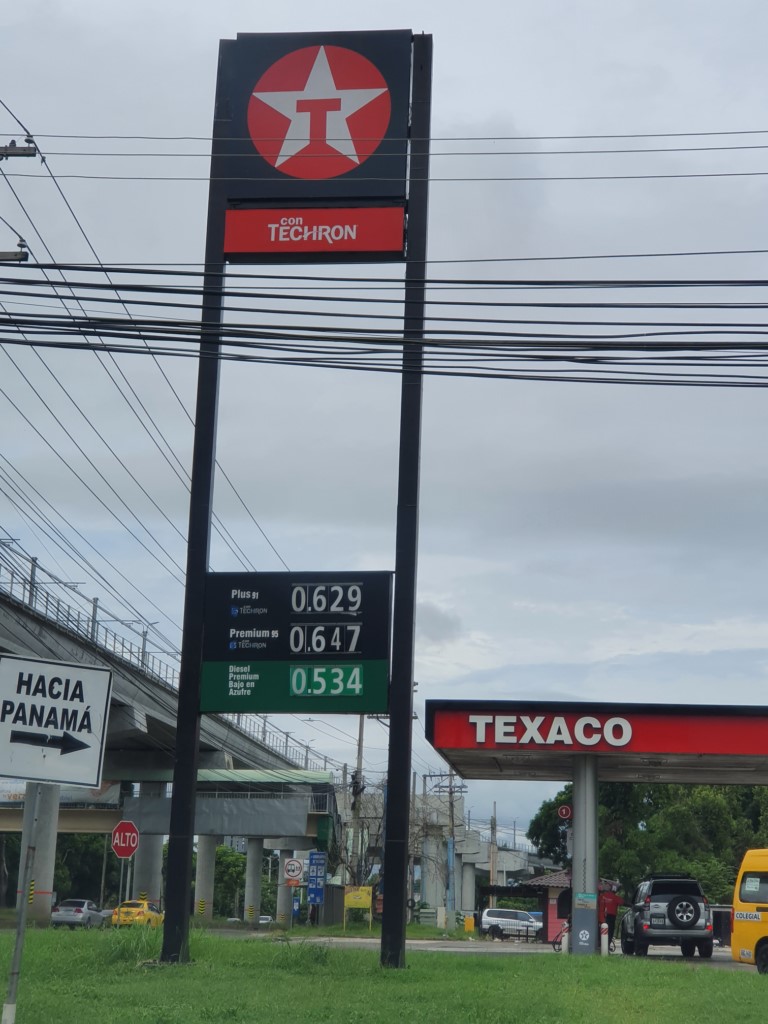 T
con
TECHRON
Plus 91
con
TECHRON
0.629
Premium 95
con
TECHRON
0.647
Diesel
Premium
Bajo en
Azufre
0.534
HACIA
PANAMÁ
ALTO
TEXACO
1
COLEGIAL